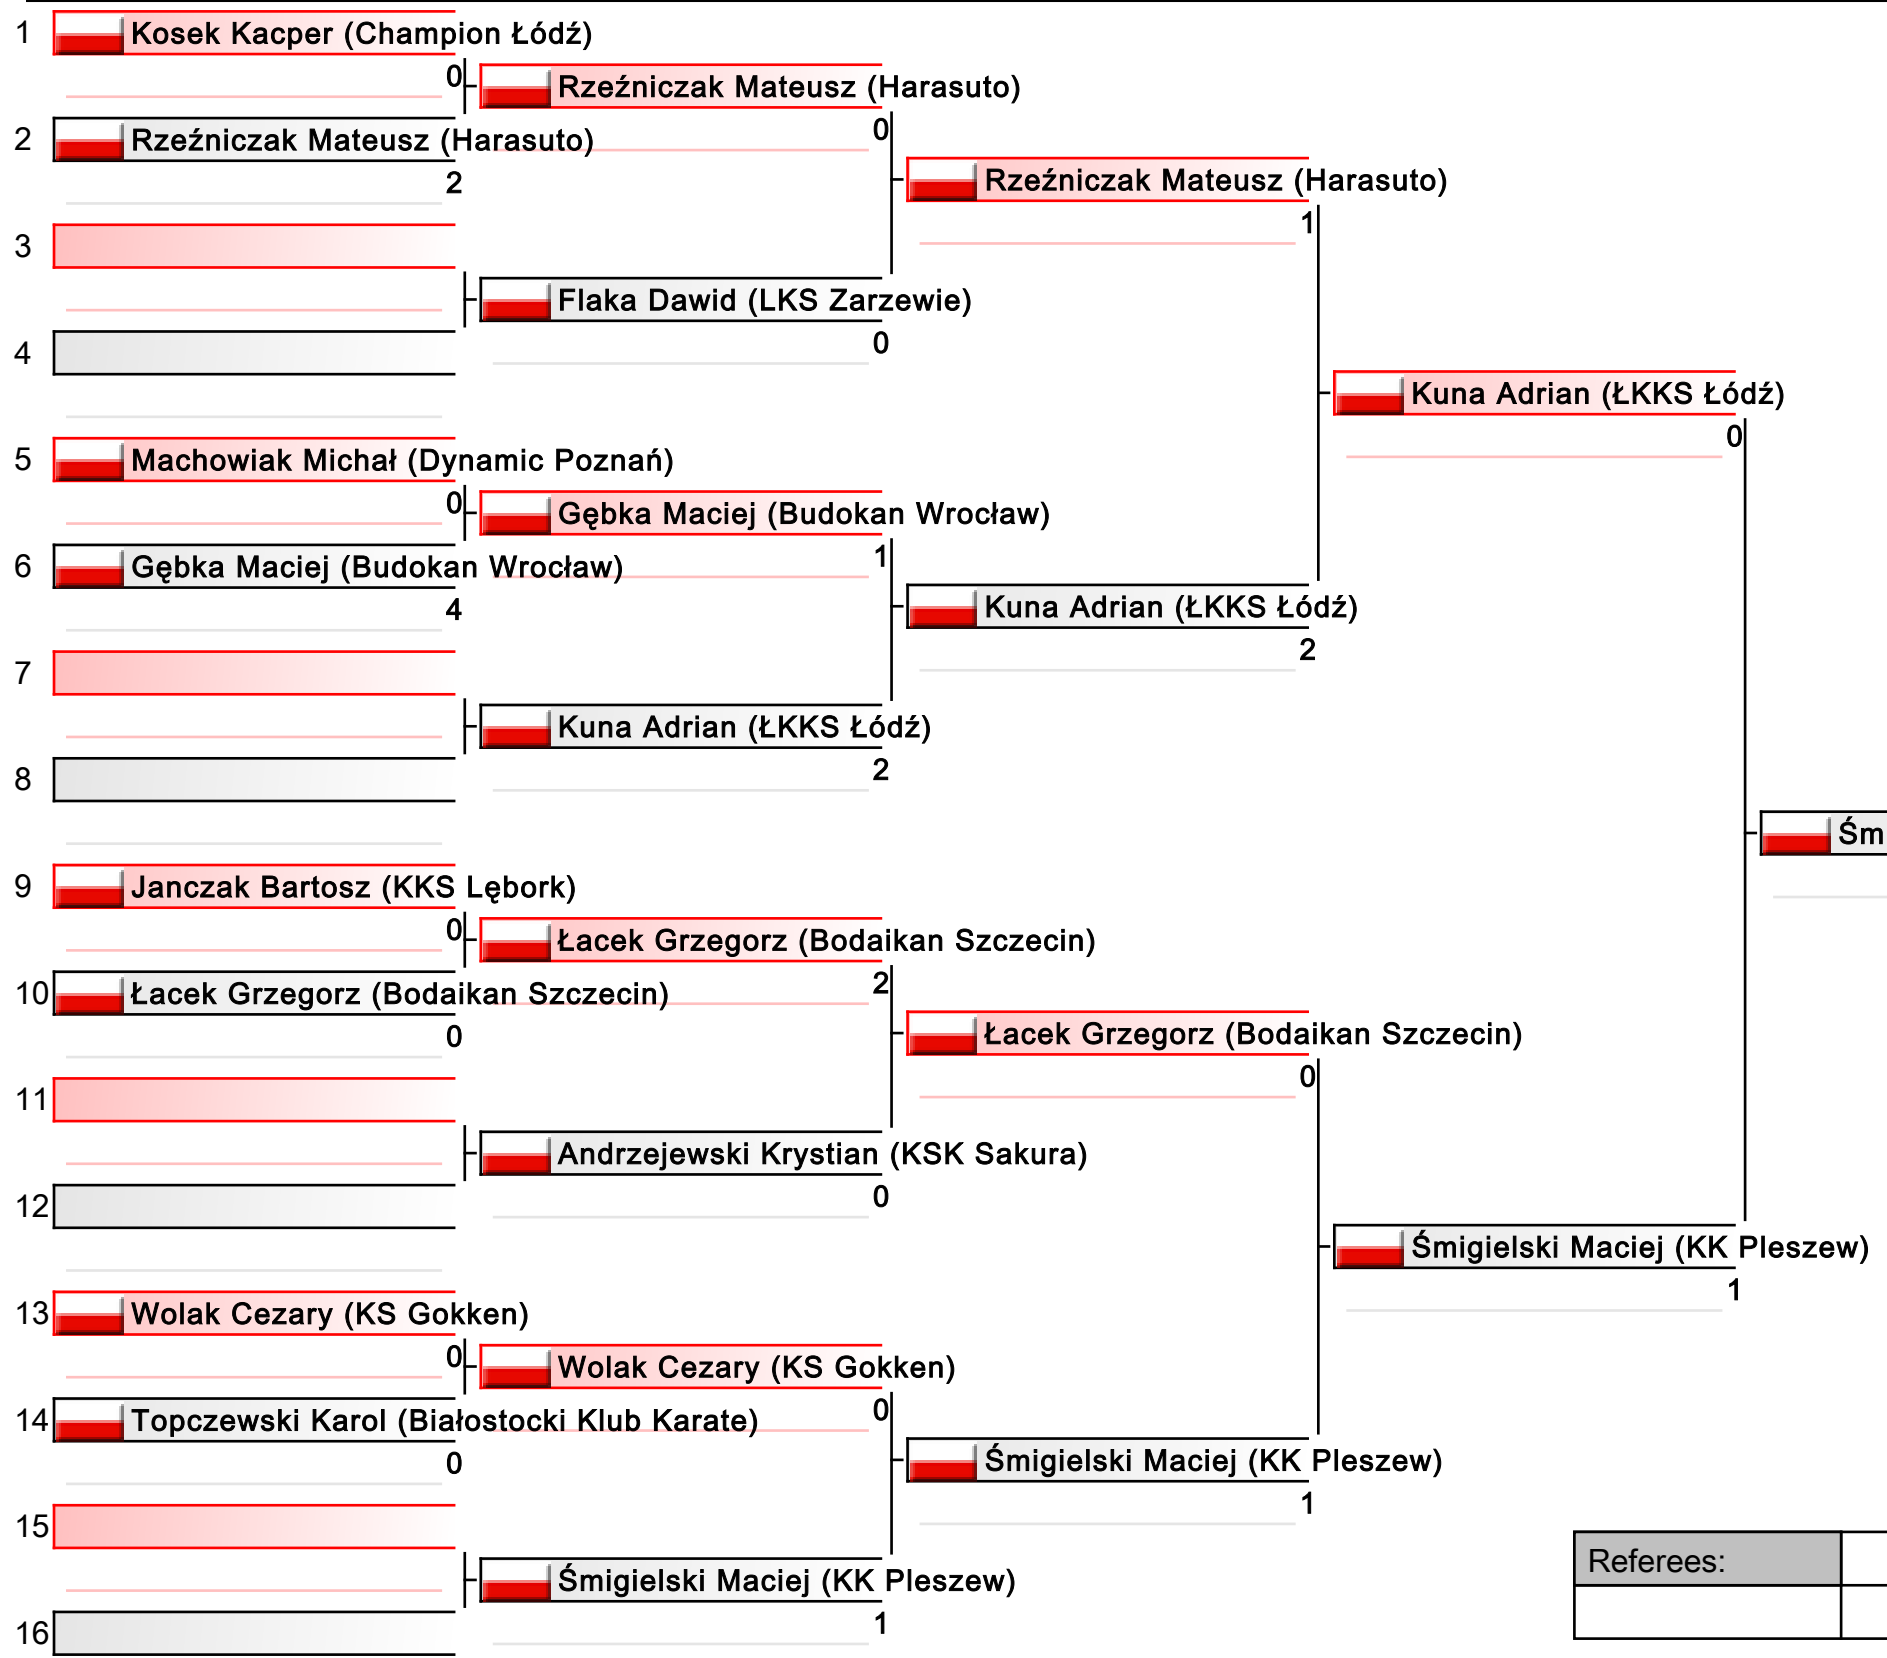 1 Kosek Kacper (Champion Łódź)
0
Rzeźniczak Mateusz (Harasuto)
0
2 Rzeźniczak Mateusz (Harasuto)
2
Rzeźniczak Mateusz (Harasuto)
1
3
Flaka Dawid (LKS Zarzewie)
0
4
Kuna Adrian (ŁKKS Łódź)
0
5 Machowiak Michał (Dynamic Poznań)
0
Gębka Maciej (Budokan Wrocław)
1
6 Gębka Maciej (Budokan Wrocław)
4
Kuna Adrian (ŁKKS Łódź)
2
7
Kuna Adrian (ŁKKS Łódź)
2
8
Śm
9 Janczak Bartosz (KKS Lębork)
0
Łacek Grzegorz (Bodaikan Szczecin)
2
10 Łacek Grzegorz (Bodaikan Szczecin)
0
Łacek Grzegorz (Bodaikan Szczecin)
0
11
Andrzejewski Krystian (KSK Sakura)
0
12
Śmigielski Maciej (KK Pleszew)
1
13 Wolak Cezary (KS Gokken)
0
Wolak Cezary (KS Gokken)
0
14 Topczewski Karol (Białostocki Klub Karate)
0
Śmigielski Maciej (KK Pleszew)
1
15
Śmigielski Maciej (KK Pleszew)
1
16
Referees: